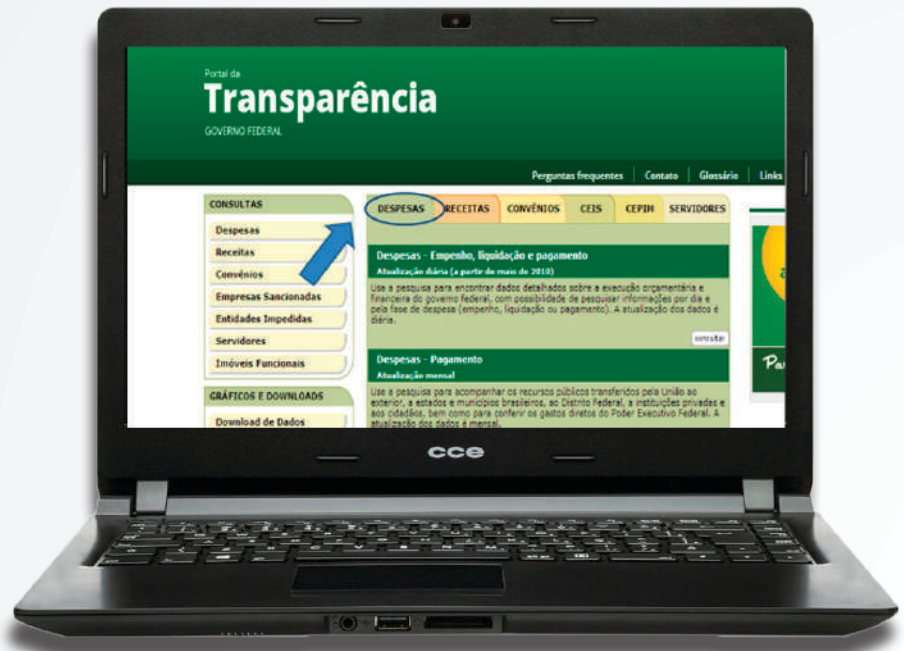 Portal da
Transparência
GOVERNO FEDERAL
Perguntas frequentes Contato Glossário Links
CONSULTAS
Despesas
Receitas
Convênios
Empresas Sancionadas
Entidades Impedidas
Servidores
Imóveis Funcionais
GRÁFICOS E DOWNLOADS
Download de Dados
DESPESAS RECEITAS CONVÊNIOS CEIS CEPIM SERVIDORES
Despesas - Empenho, liquidação e pagamento
Atualização diária (a partir de maio de 2010)
Use a pesquisa para encontrar dados detalhados sobre a execução orçamentária e
financeira do governo federal, com possibilidade de pesquisar informações por dia e
pela fase de despesa (empenho, liquidação ou pagamento). A atualização dos dados é
diária.
consultar
Despesas - Pagamento
Atualização mensal
Use a pesquisa para acompanhar os recursos públicos transferidos pela União ao
exterior, a estados e municípios brasileiros, ao Distrito Federal, a instituições privadas e
aos cidadãos, bem como para conferir os gastos diretos do Poder Executivo Federal. A
atualização dos dados é mensal.
cce